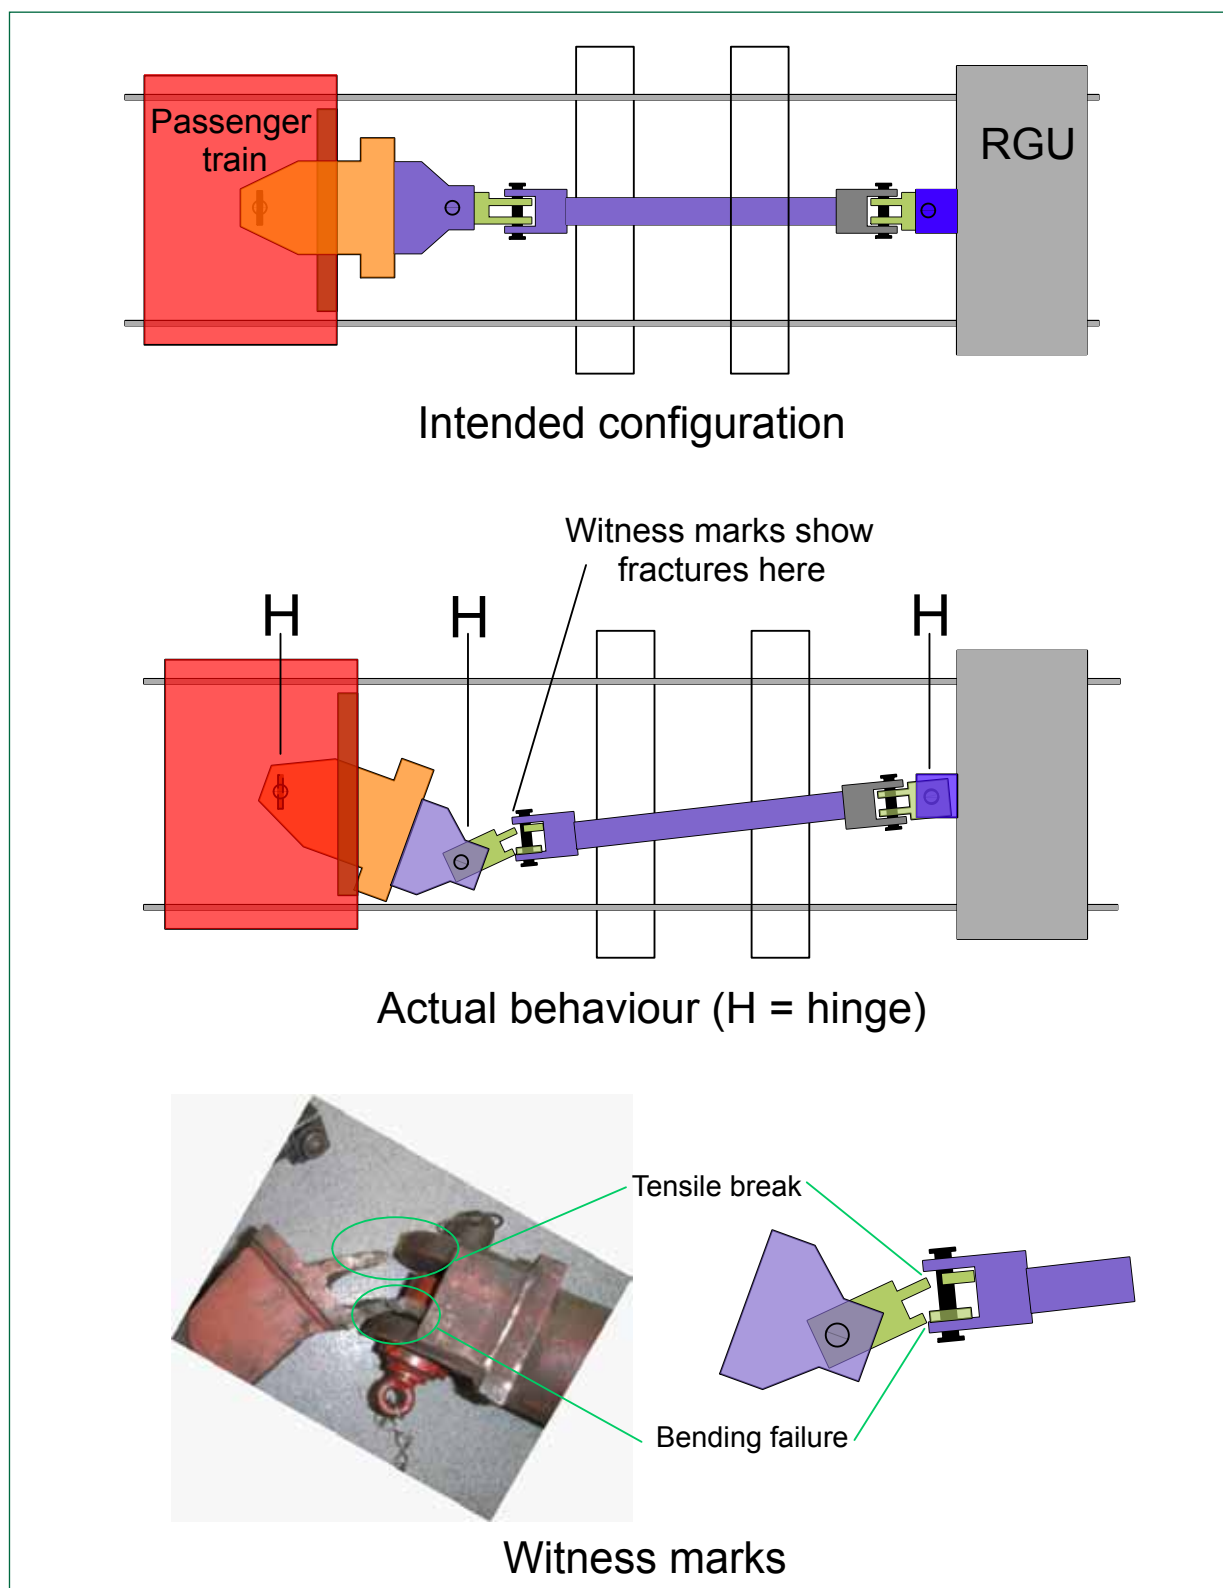 Passenger
train
RGU
Intended configuration
Witness marks show
fractures here
H
H
H
Actual behaviour (H = hinge)
Tensile break
Bending failure
Witness marks